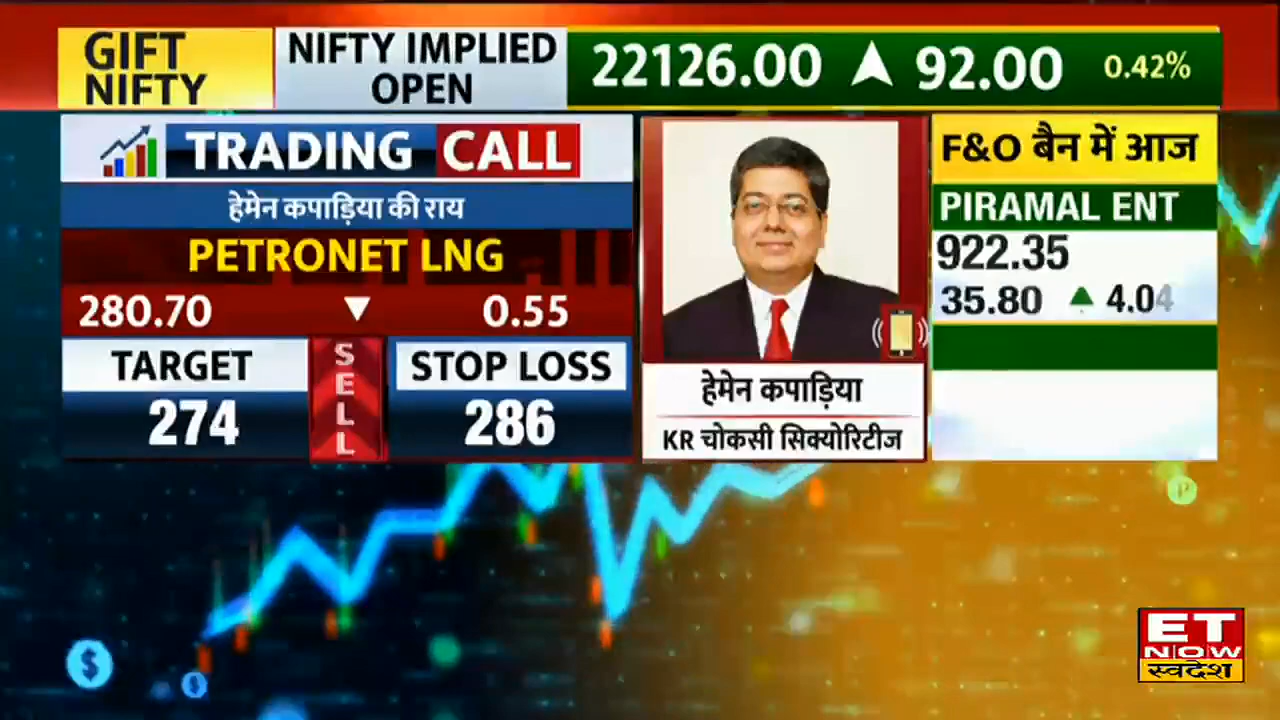 GIFT
NIFTY
NIFTY IMPLIED
OPEN
22126.00 ▲ 92.00 0.42%
TRADING CALL
हेमेन कपाड़िया की राय
PETRONET LNG
280.70 ▼ 0.55
TARGET
274
SELL
STOP LOSS
286
हेमेन कपाड़िया
KR चोकसी सिक्योरिटीज
F&O बैन में आज
PIRAMAL ENT
922.35
35.80 ▲ 4.04
ET
NOW
स्वदेश